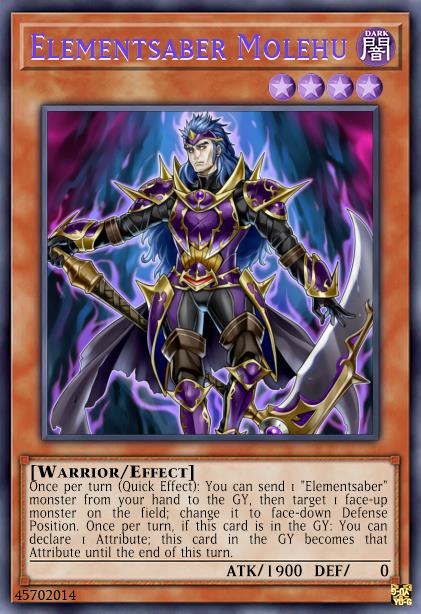 Elementsaber Molehu
DARK
闇
[Warrior/Effect]
Once per turn (Quick Effect): You can send 1 "Elementsaber"
monster from your hand to the GY, then target 1 face-up
monster on the field; change it to face-down Defense
Position. Once per turn, if this card is in the GY: You can
declare 1 Attribute; this card in the GY becomes that
Attribute until the end of this turn.
ATK/1900 DEF/ 0
45702014